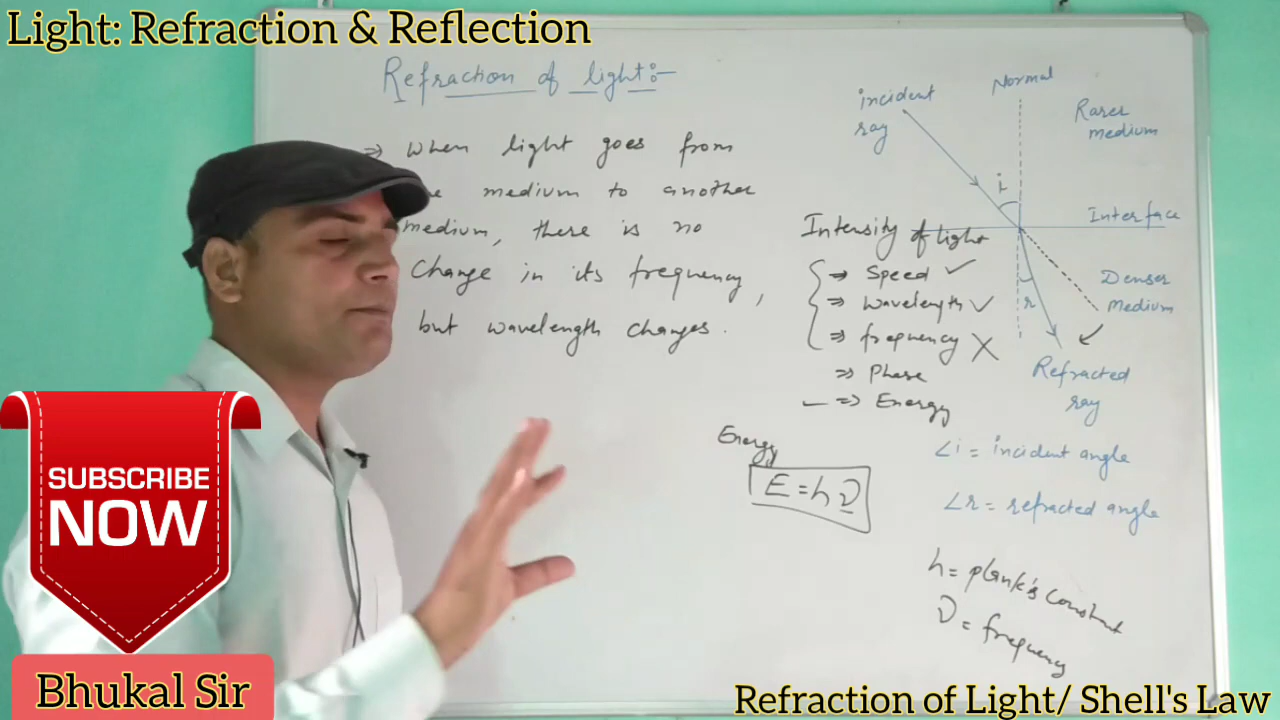 Light: Refraction & Reflection
Refraction of light:-
⇒ When light goes from
medium to another
medium, there is no
change in its frequency,
but wavelength changes.
incident
ray
Normal
Rarer
medium
i
Interface
Denser
medium
r
Refracted
ray
Intensity of light
⇒ Speed ✓
⇒ Wavelength ✓
⇒ frequency ✗
⇒ Phase
⇒ Energy
Energy
E = hν
∠i = incident angle
∠r = refracted angle
h = plank's constant
ν = frequency
SUBSCRIBE
NOW
Bhukal Sir
Refraction of Light/ Shell's Law